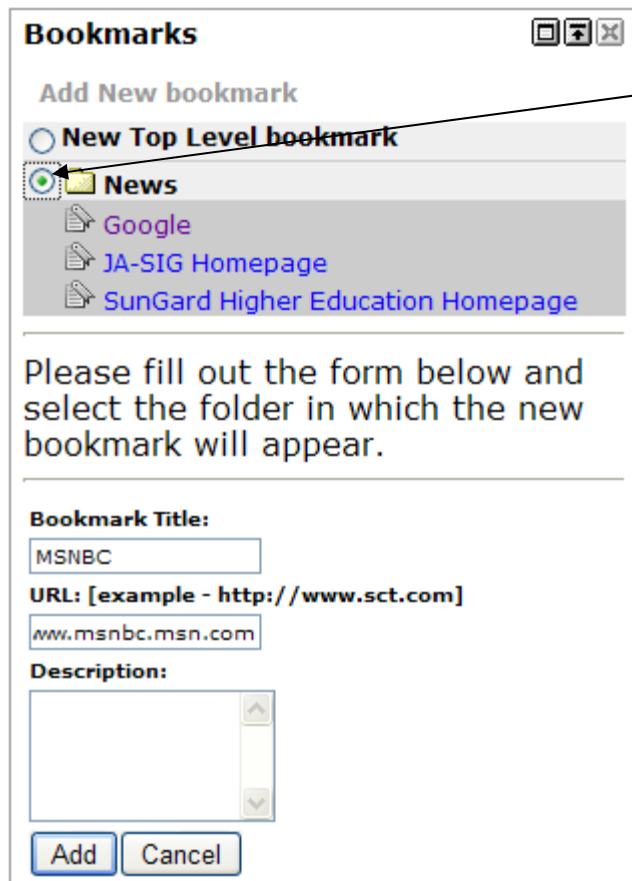 Bookmarks
Add New bookmark
New Top Level bookmark
News
Google
JA-SIG Homepage
SunGard Higher Education Homepage
Please fill out the form below and
select the folder in which the new
bookmark will appear.
Bookmark Title:
MSNBC
URL: [example - http://www.sct.com]
ww.msnbc.msn.com
Description:
Add Cancel